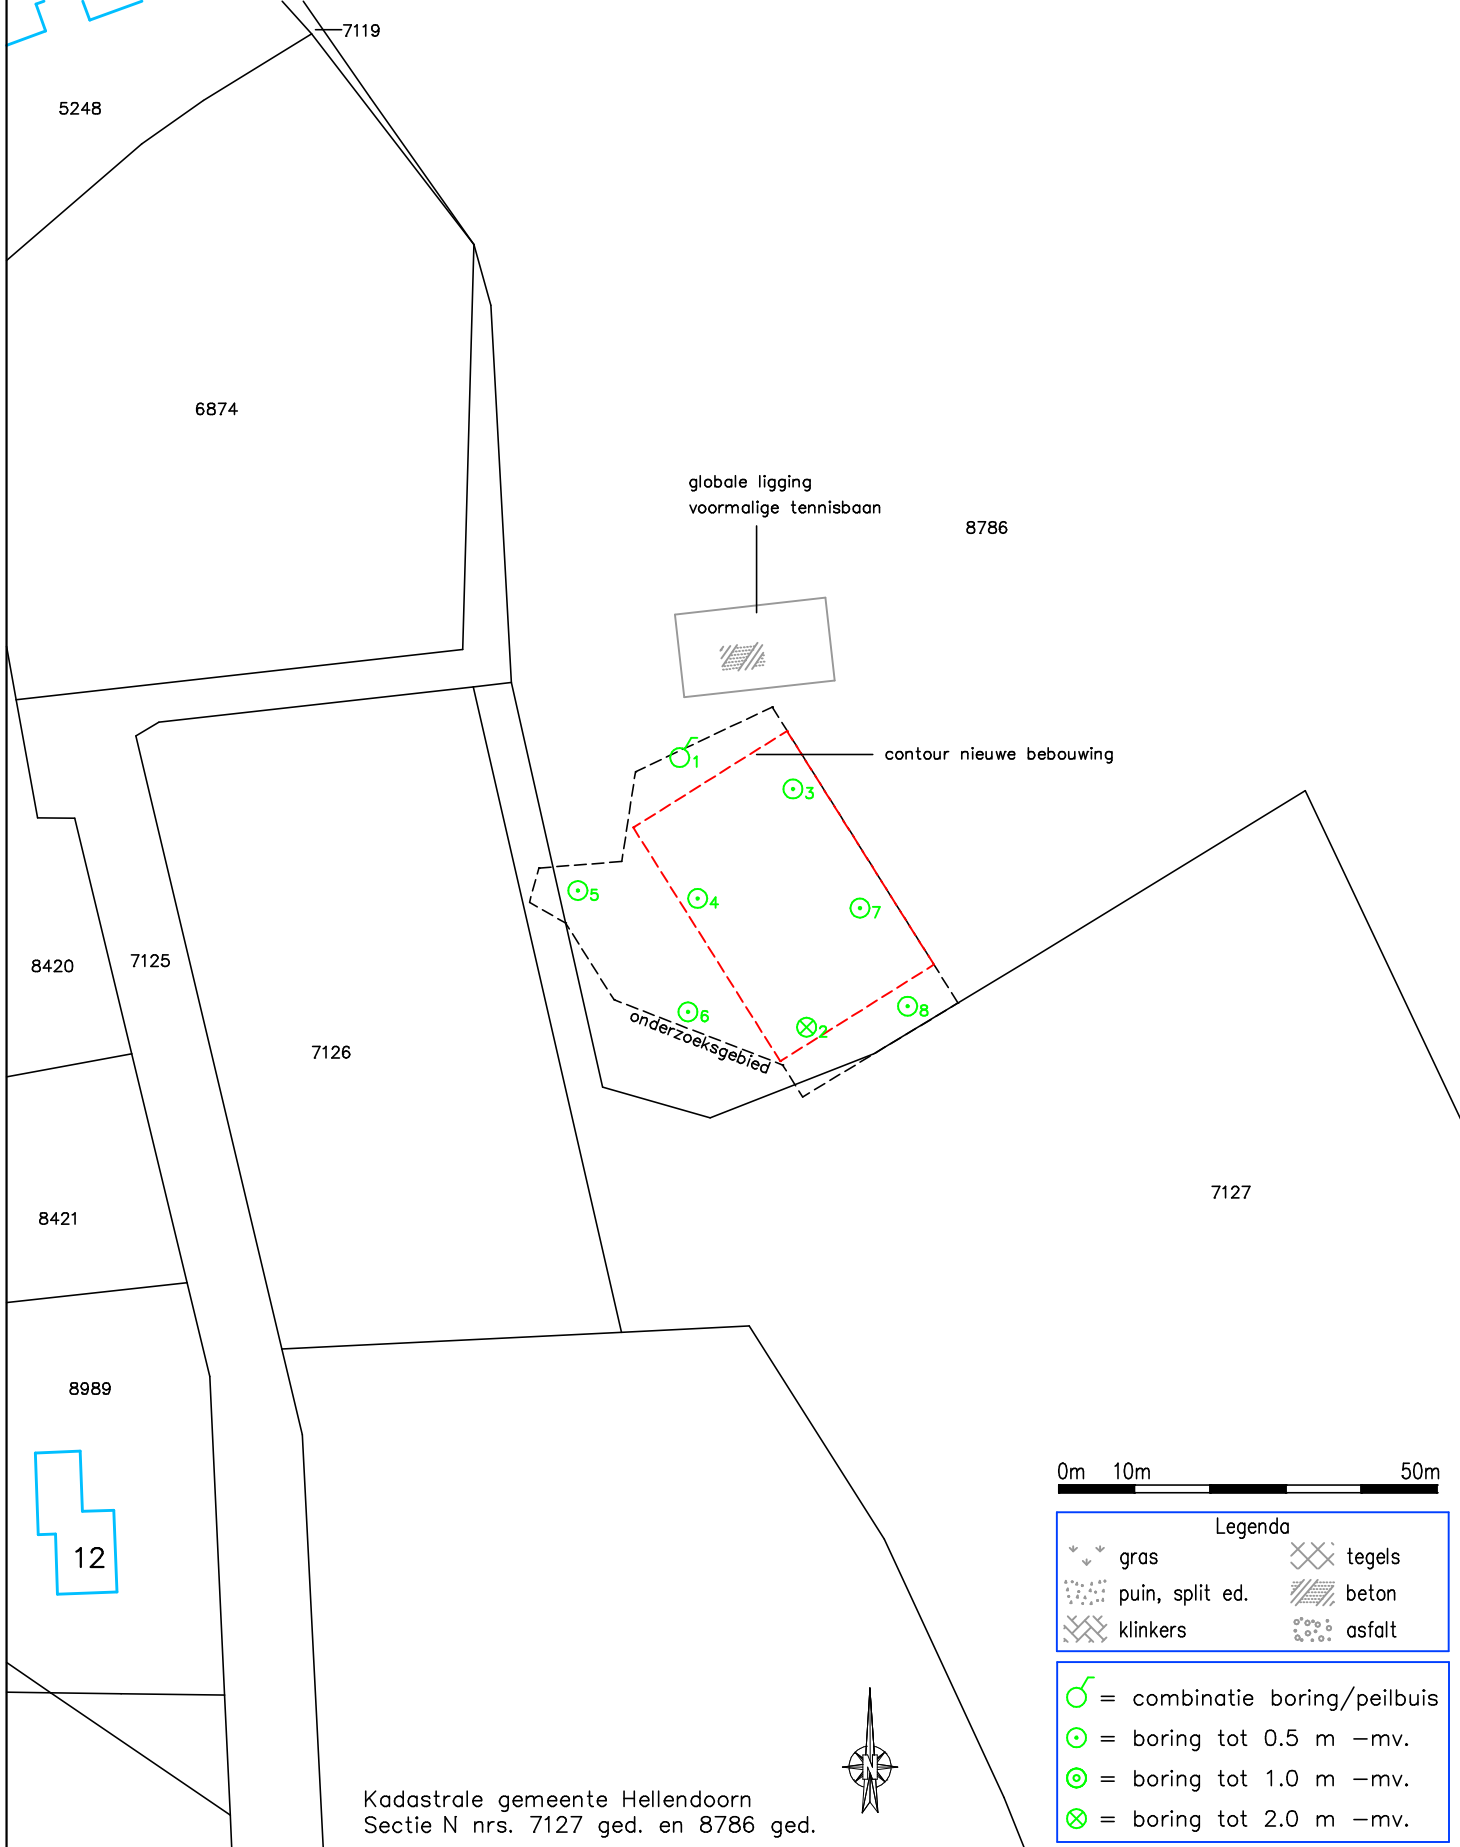 7119
5248
6874
globale ligging
voormalige tennisbaan
8786
contour nieuwe bebouwing
1
3
5
4
7
8420
7125
6
8
2
onderzoeksgebied
7126
7127
8421
8989
12
0m 10m 50m
Legenda
gras tegels
puin, split ed. beton
klinkers asfalt
= combinatie boring/peilbuis
= boring tot 0.5 m -mv.
= boring tot 1.0 m -mv.
= boring tot 2.0 m -mv.
N
Kadastrale gemeente Hellendoorn
Sectie N nrs. 7127 ged. en 8786 ged.